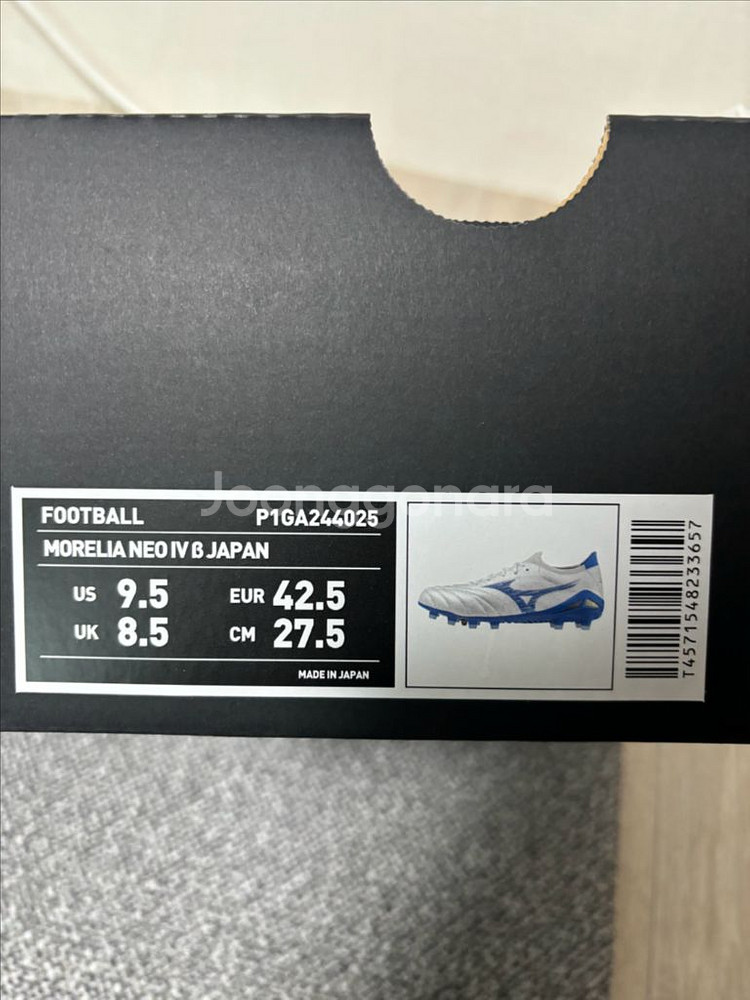 Joonggonara
FOOTBALL P1GA244025
MORELIA NEO IV β JAPAN
US 9.5 EUR 42.5
UK 8.5 CM 27.5
MADE IN JAPAN
T4571548233657